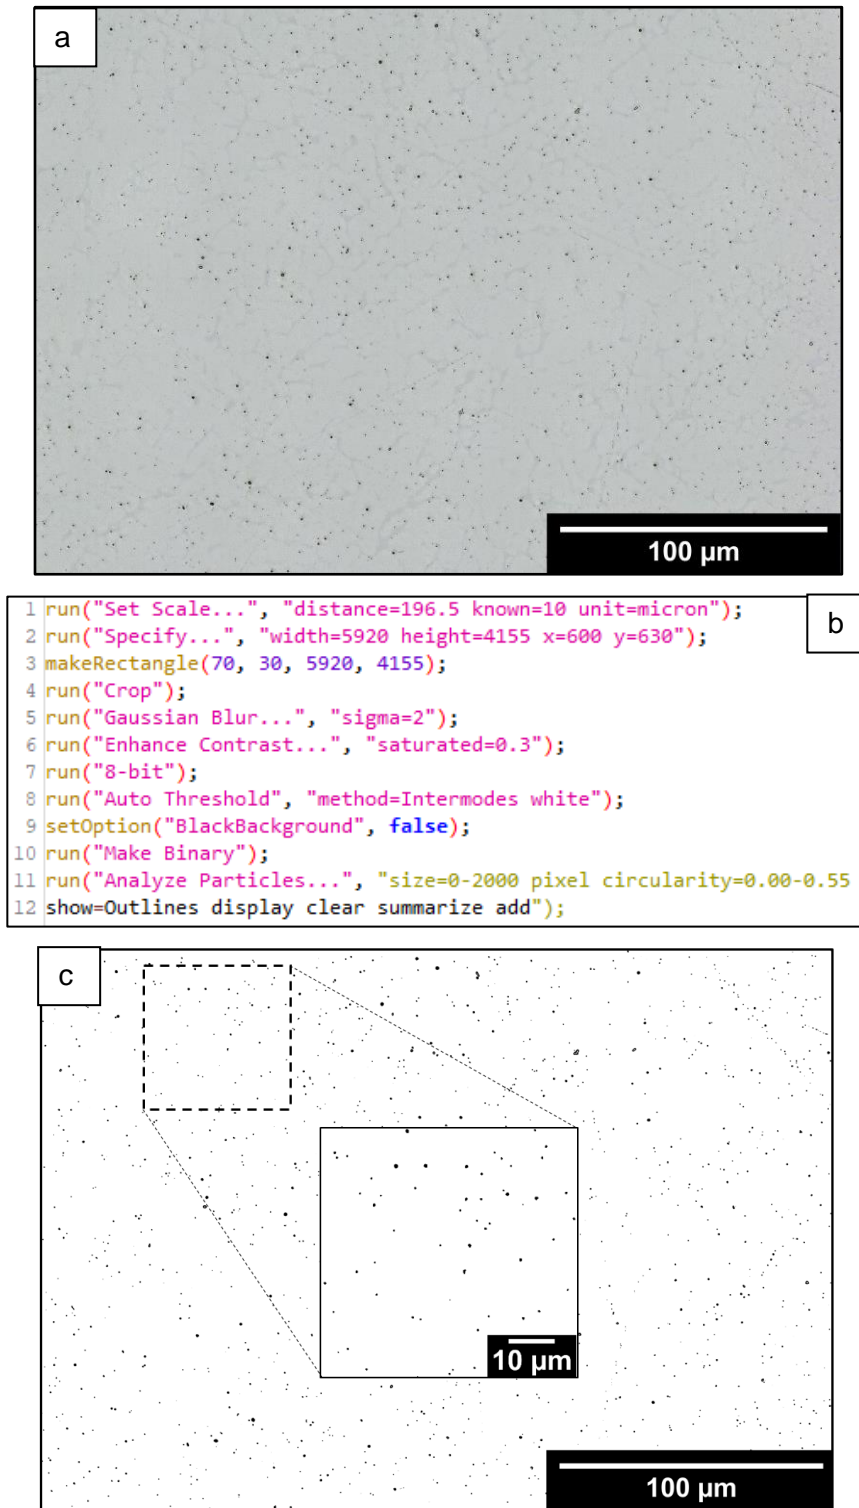 a
100 µm
b
1 run("Set Scale...", "distance=196.5 known=10 unit=micron");
2 run("Specify...", "width=5920 height=4155 x=600 y=630");
3 makeRectangle(70, 30, 5920, 4155);
4 run("Crop");
5 run("Gaussian Blur...", "sigma=2");
6 run("Enhance Contrast...", "saturated=0.3");
7 run("8-bit");
8 run("Auto Threshold", "method=Intermodes white");
9 setOption("BlackBackground", false);
10 run("Make Binary");
11 run("Analyze Particles...", "size=0-2000 pixel circularity=0.00-0.55
12 show=Outlines display clear summarize add");
c
10 µm
100 µm